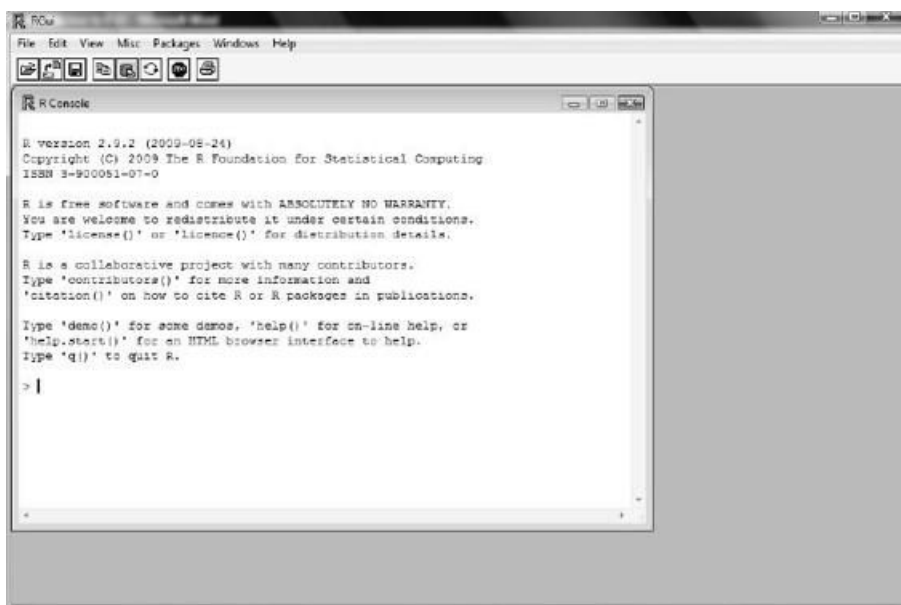 RGui
File Edit View Misc Packages Windows Help
R Console
R version 2.9.2 (2009-08-24)
Copyright (C) 2009 The R Foundation for Statistical Computing
ISBN 3-900051-07-0
R is free software and comes with ABSOLUTELY NO WARRANTY.
You are welcome to redistribute it under certain conditions.
Type 'license()' or 'licence()' for distribution details.
R is a collaborative project with many contributors.
Type 'contributors()' for more information and
'citation()' on how to cite R or R packages in publications.
Type 'demo()' for some demos, 'help()' for on-line help, or
'help.start()' for an HTML browser interface to help.
Type 'q()' to quit R.
>